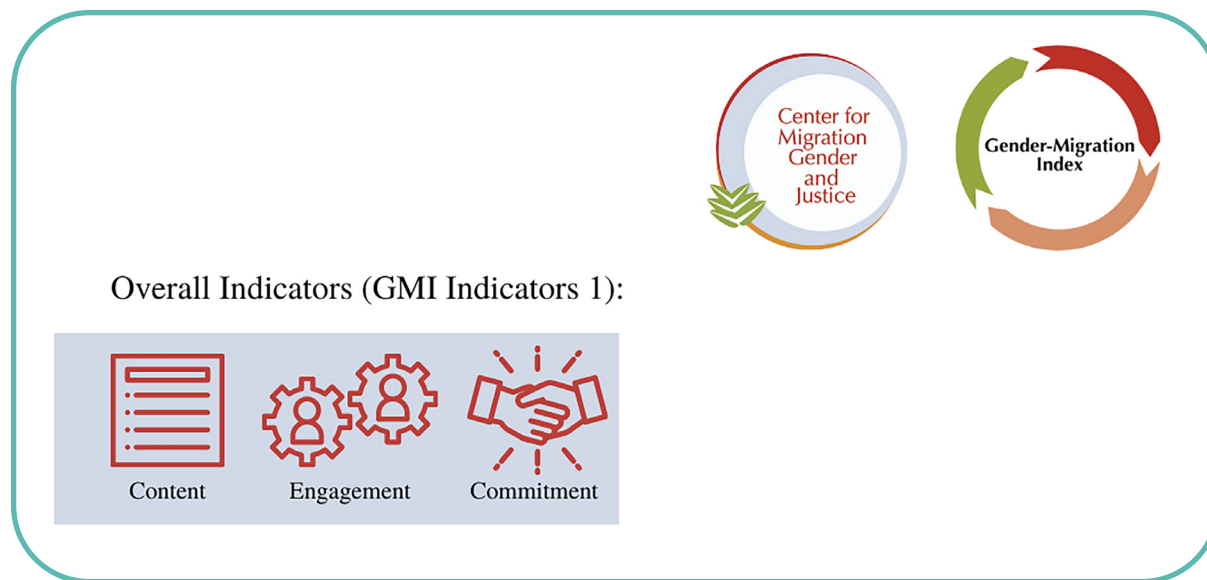 Center for
Migration
Gender
and
Justice
Gender-Migration
Index
Overall Indicators (GMI Indicators 1):
Content
Engagement
Commitment